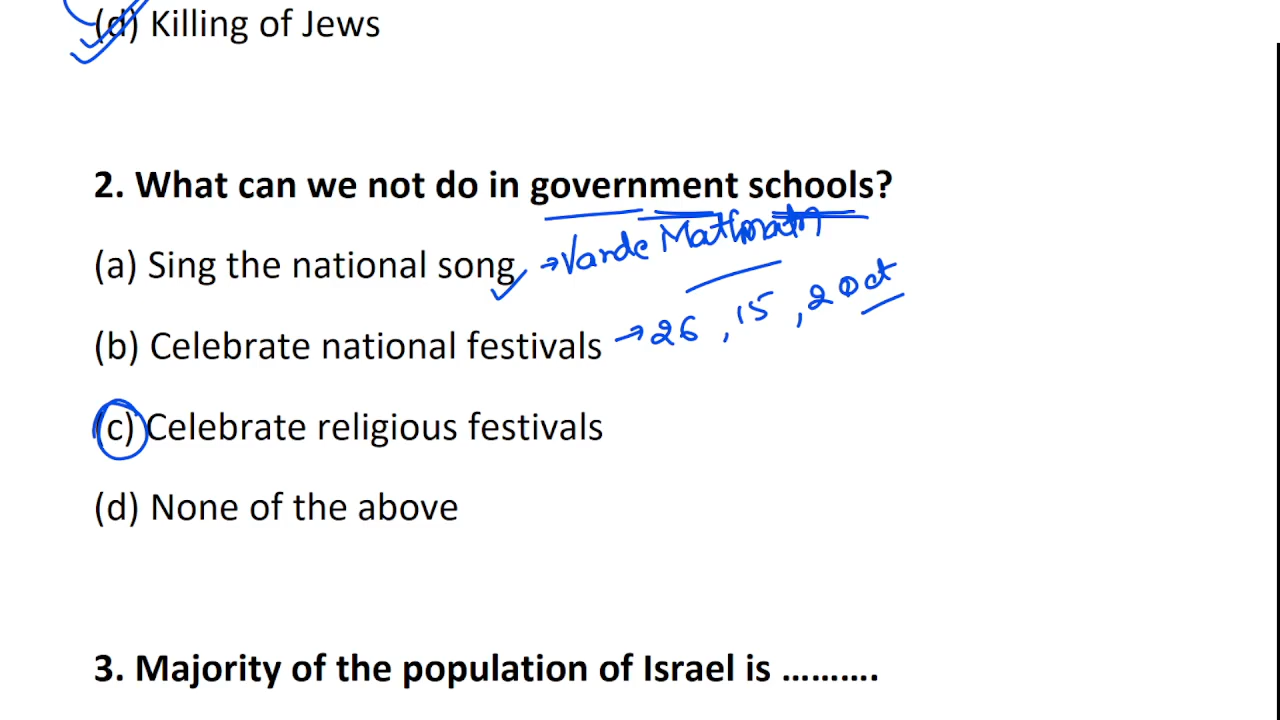 (d) Killing of Jews
2. What can we not do in government schools?
(a) Sing the national song → Vande
(b) Celebrate national festivals → 26, 15, 2 Oct
(c) Celebrate religious festivals
(d) None of the above
3. Majority of the population of Israel is ..........